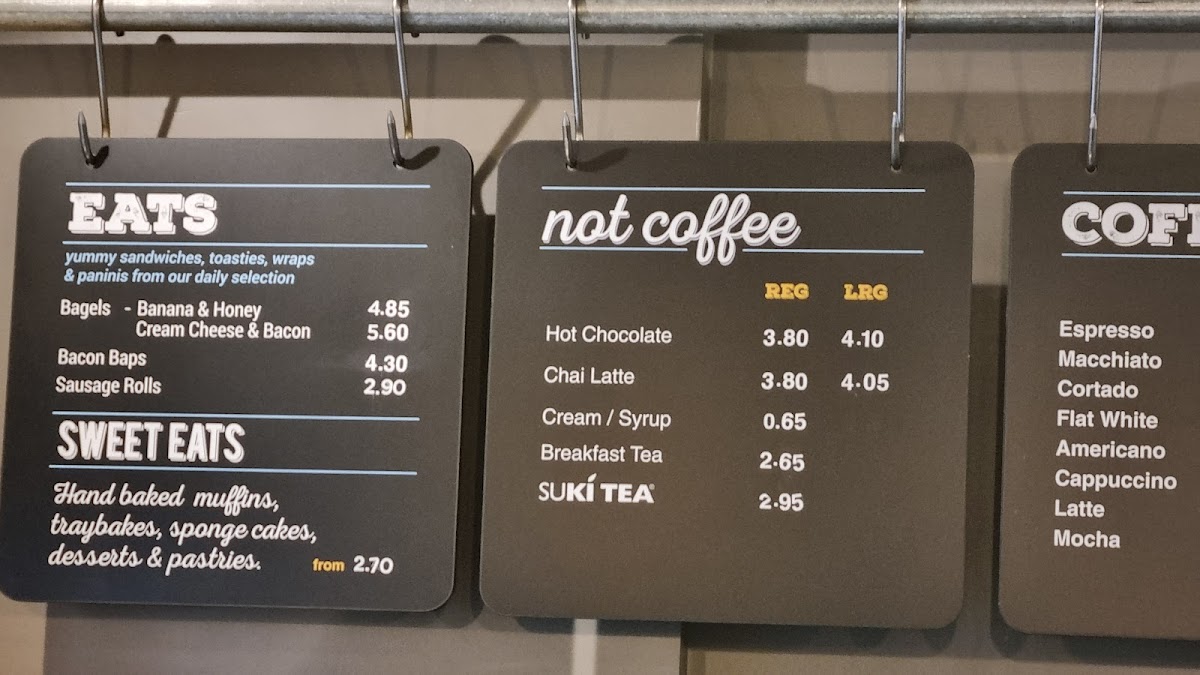 EATS
yummy sandwiches, toasties, wraps
& paninis from our daily selection
Bagels - Banana & Honey 4.85
Cream Cheese & Bacon 5.60
Bacon Baps 4.30
Sausage Rolls 2.90
SWEET EATS
Hand baked muffins,
traybakes, sponge cakes,
desserts & pastries. from 2.70
not coffee
REG LRG
Hot Chocolate 3.80 4.10
Chai Latte 3.80 4.05
Cream / Syrup 0.65
Breakfast Tea 2.65
SUKÍ TEA® 2.95
Espresso
Macchiato
Cortado
Flat White
Americano
Cappuccino
Latte
Mocha